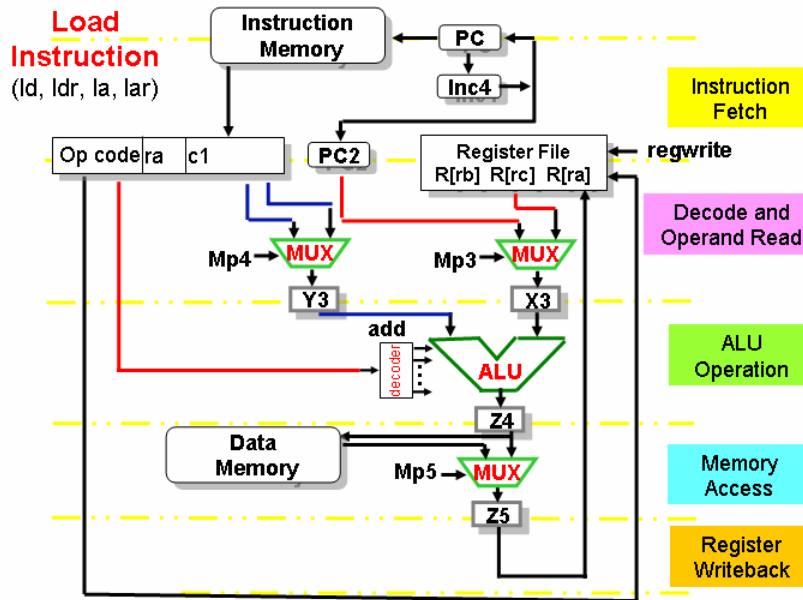 Load
Instruction
(ld, ldr, la, lar)
Instruction
Memory
PC
Inc4
Instruction
Fetch
Op code
ra
c1
PC2
Register File
R[rb] R[rc] R[ra]
regwrite
Decode and
Operand Read
Mp4
MUX
Mp3
MUX
Y3
X3
add
decoder
ALU
ALU
Operation
Z4
Data
Memory
Mp5
MUX
Memory
Access
Z5
Register
Writeback